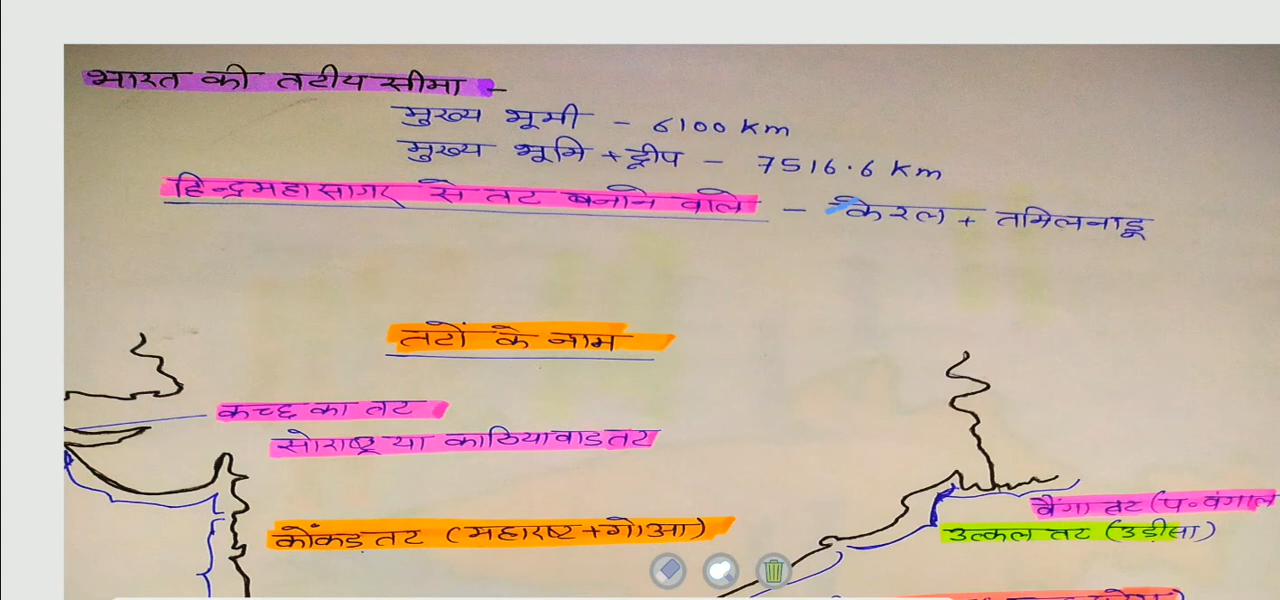 भारत की तटीय सीमा -
मुख्य भूमी - 6100 Km
मुख्य भूमि + द्वीप - 7516.6 Km
हिन्द्रमहासागर से तट बनाने वाले - केरल + तमिलनाडू
तटों के नाम
कच्छ का तट
सोराष्ट्र या काठियावाड तट
कोंकड तट (महाराष्ट + गोआ)
वैंगा तट (प॰ वंगाल
उत्कल तट (उड़ीसा)